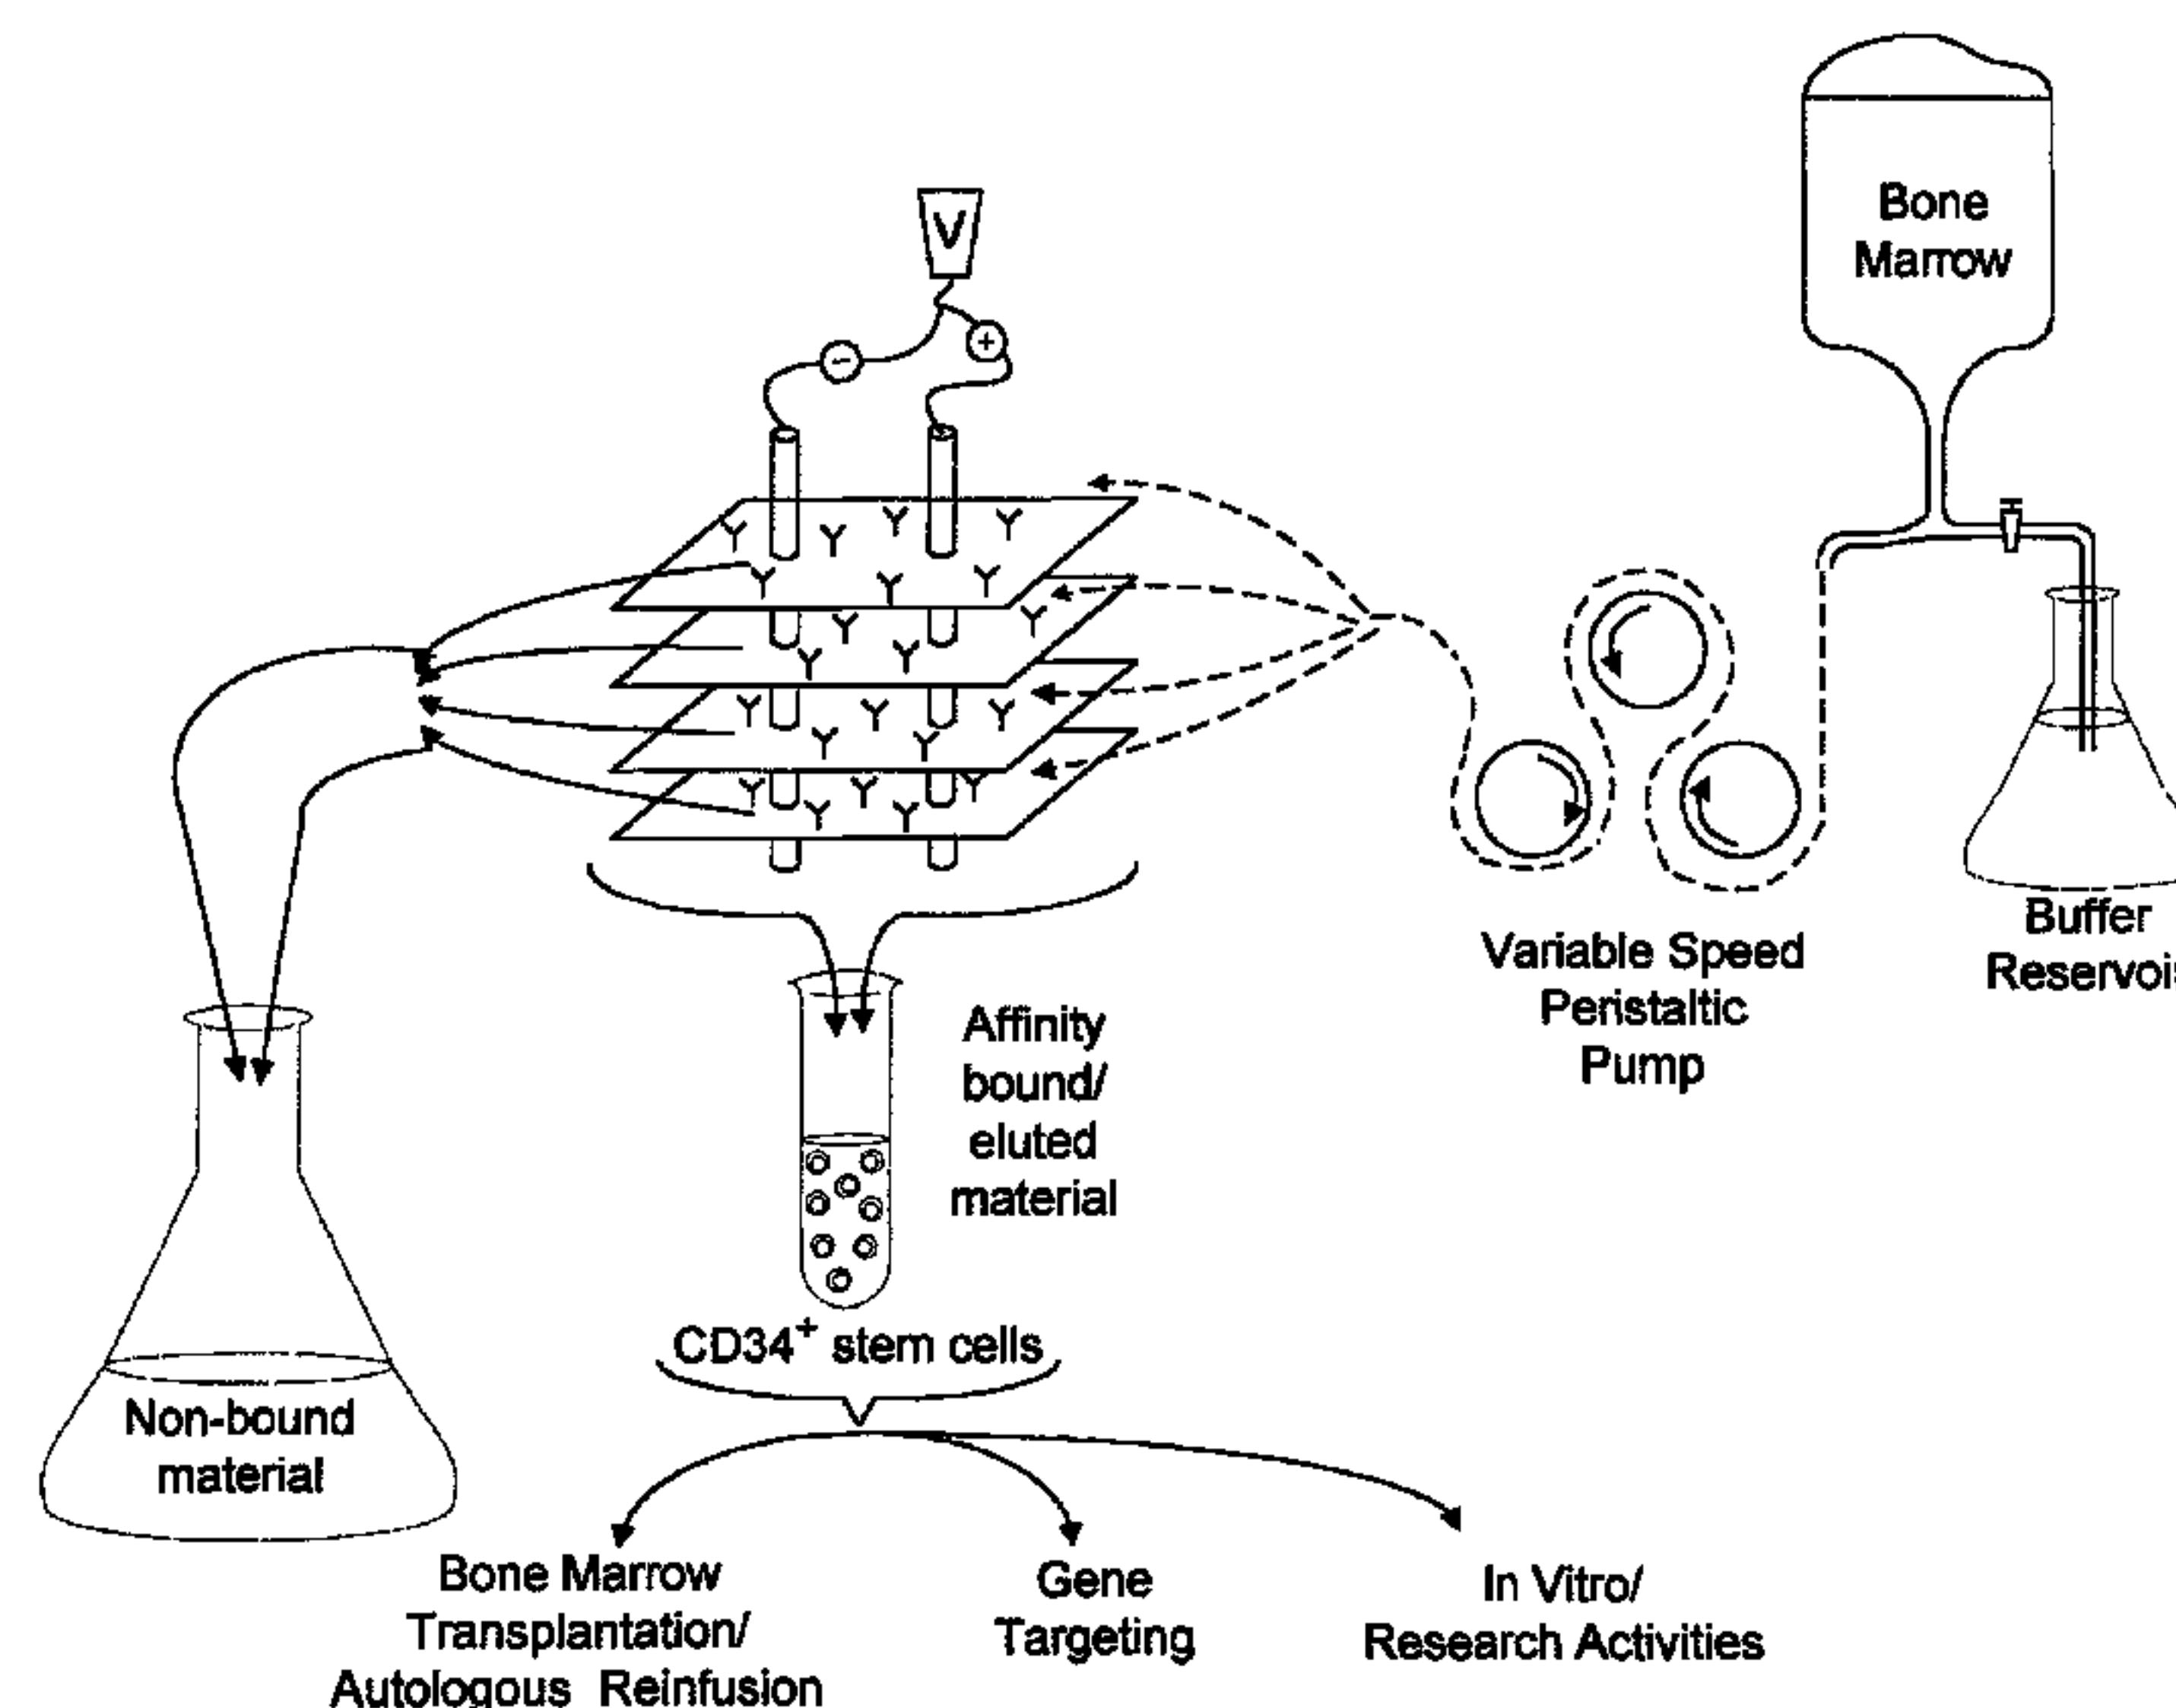 Bone
Marrow
V
-
+
Buffer
Reservoi
Variable Speed
Peristaltic
Pump
Affinity
bound/
eluted
material
CD34⁺ stem cells
Non-bound
material
Bone Marrow
Transplantation/
Autologous Reinfusion
Gene
Targeting
In Vitro/
Research Activities